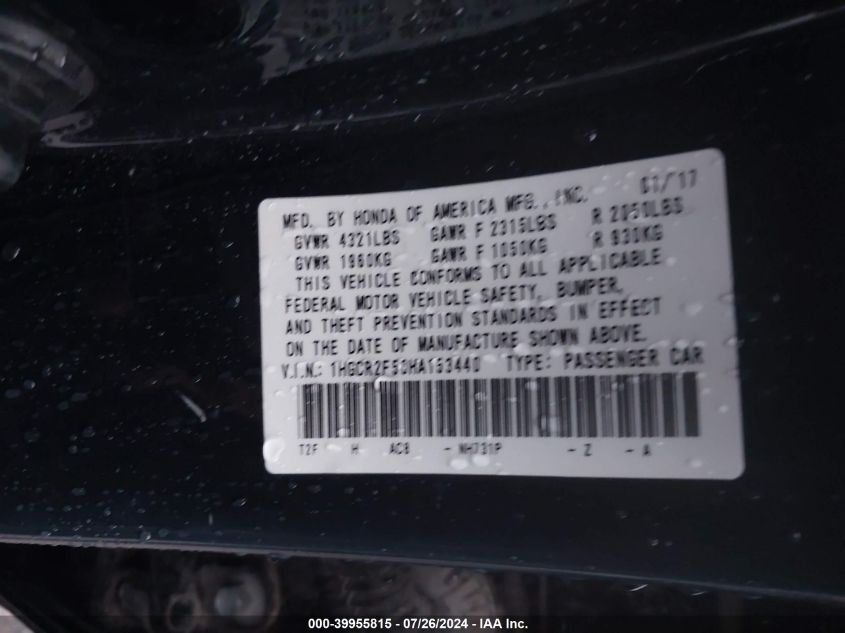 01/17
MFD. BY HONDA OF AMERICA MFG., INC.
GVWR 4321LBS GAWR F 2315LBS R 2050LBS
GVWR 1960KG GAWR F 1050KG R 930KG
THIS VEHICLE CONFORMS TO ALL APPLICABLE
FEDERAL MOTOR VEHICLE SAFETY, BUMPER,
AND THEFT PREVENTION STANDARDS IN EFFECT
ON THE DATE OF MANUFACTURE SHOWN ABOVE.
V.I.N.: 1HGCR2F53HA153440 TYPE: PASSENGER CAR
T2F H AC8 - NH731P - Z - A
000-39955815 / 07/26/2024 - IAA Inc.